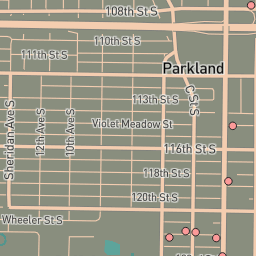 108th St S
110th St S
111th St S
Parkland
113th St S
C St S
Violet Meadow St
Sheridan Ave S
12th Ave S
10th Ave S
116th St S
118th St S
120th St S
Wheeler St S